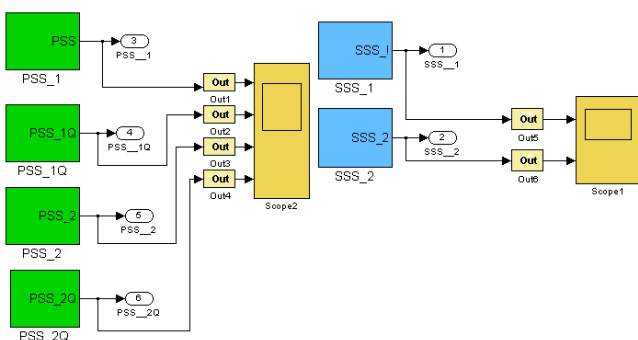 PSS
3
PSS__1
PSS_1
PSS_1Q
4
PSS__1Q
PSS_1Q
PSS_2
5
PSS__2
PSS_2
PSS_2Q
6
PSS__2Q
PSS_2Q
Out
Out1
Out
Out2
Out
Out3
Out
Out4
Scope2
SSS_I
1
SSS__1
SSS_1
SSS_2
2
SSS__2
SSS_2
Out
Out5
Out
Out6
Scope1